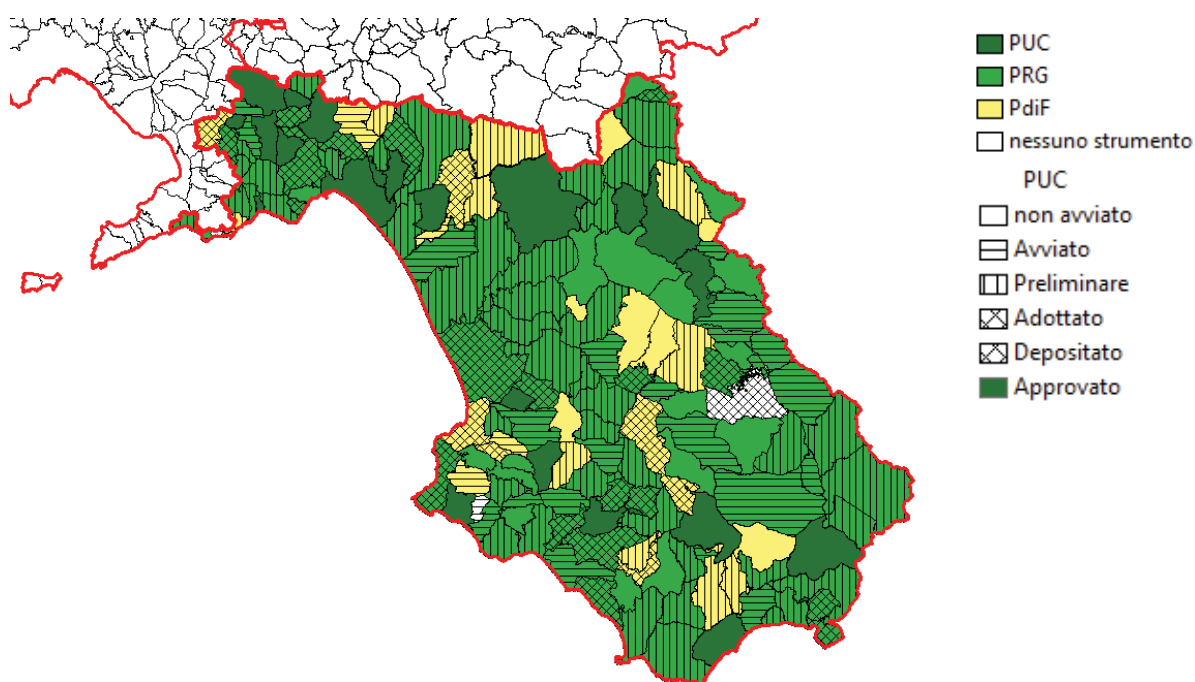 PUC
PRG
PdiF
nessuno strumento
PUC
non avviato
Avviato
Preliminare
Adottato
Depositato
Approvato